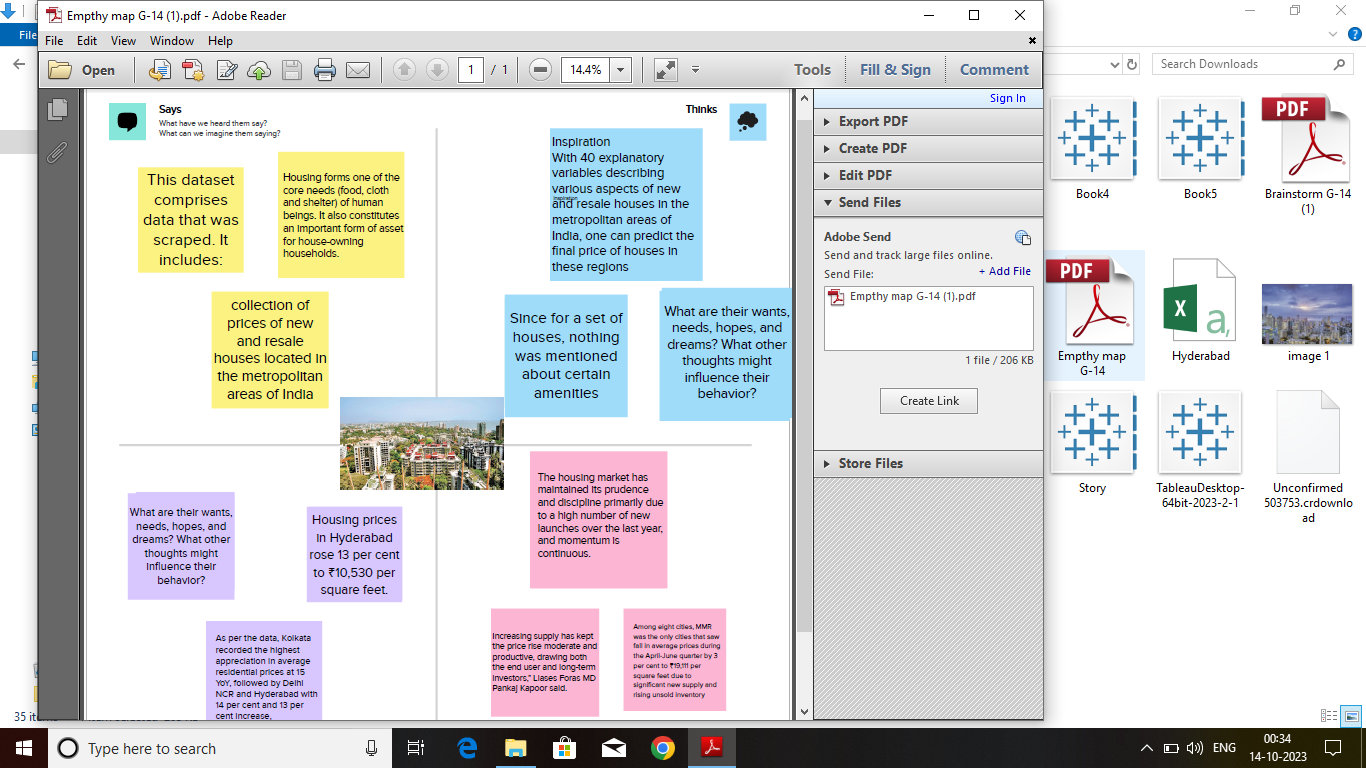 Empthy map G-14 (1).pdf - Adobe Reader
File Edit View Window Help
Open
1 / 1
14.4%
Tools
Fill & Sign
Comment
Says
What have we heard them say?
What can we imagine them saying?
Thinks
This dataset
comprises
data that was
scraped. It
includes:
Housing forms one of the
core needs (food, cloth
and shelter) of human
beings. It also constitutes
an important form of asset
for house-owning
households.
collection of
prices of new
and resale
houses located in
the metropolitan
areas of India
Inspiration
With 40 explanatory
variables describing
various aspects of new
Inspiration
and resale houses in the
metropolitan areas of
India, one can predict the
final price of houses in
these regions
Since for a set of
houses, nothing
was mentioned
about certain
amenities
What are their wants,
needs, hopes, and
dreams? What other
thoughts might
influence their
behavior?
What are their wants,
needs, hopes, and
dreams? What other
thoughts might
influence their
behavior?
Housing prices
in Hyderabad
rose 13 per cent
to ₹10,530 per
square feet.
As per the data, Kolkata
recorded the highest
appreciation in average
residential prices at 15
YoY, followed by Delhi
NCR and Hyderabad with
14 per cent and 13 per
cent increase,
The housing market has
maintained its prudence
and discipline primarily due
to a high number of new
launches over the last year,
and momentum is
continuous.
Increasing supply has kept
the price rise moderate and
productive, drawing both
the end user and long-term
investors," Liases Foras MD
Pankaj Kapoor said.
Among eight cities, MMR
was the only cities that saw
fall in average prices during
the April-June quarter by 3
per cent to ₹19,111 per
square feet due to
significant new supply and
rising unsold inventory
Sign In
Export PDF
Create PDF
Edit PDF
Send Files
Adobe Send
Send and track large files online.
Send File:
+ Add File
Empthy map G-14 (1).pdf
1 file / 206 KB
Create Link
Store Files
File
Search Downloads
Book4
Book5
PDF
Brainstorm G-14
(1)
PDF
Empthy map
G-14
X
a,
Hyderabad
image 1
Story
TableauDesktop-
64bit-2023-2-1
Unconfirmed
503753.crdownlo
ad
35 items
Type here to search
ENG
00:34
14-10-2023